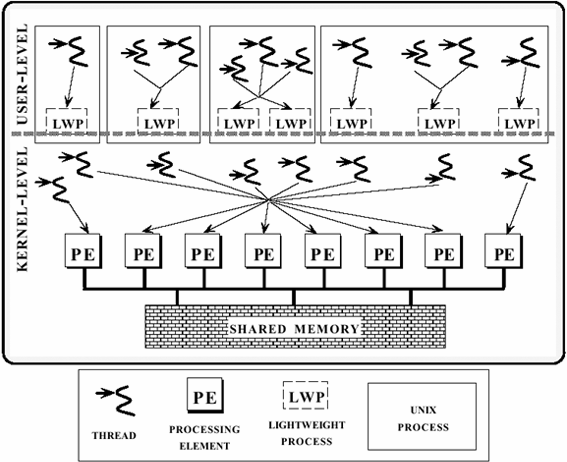 USER-LEVEL
LWP LWP LWP LWP LWP LWP LWP
KERNEL-LEVEL
PE PE PE PE PE PE PE PE
SHARED MEMORY
THREAD
PE
PROCESSING
ELEMENT
LWP
LIGHTWEIGHT
PROCESS
UNIX
PROCESS